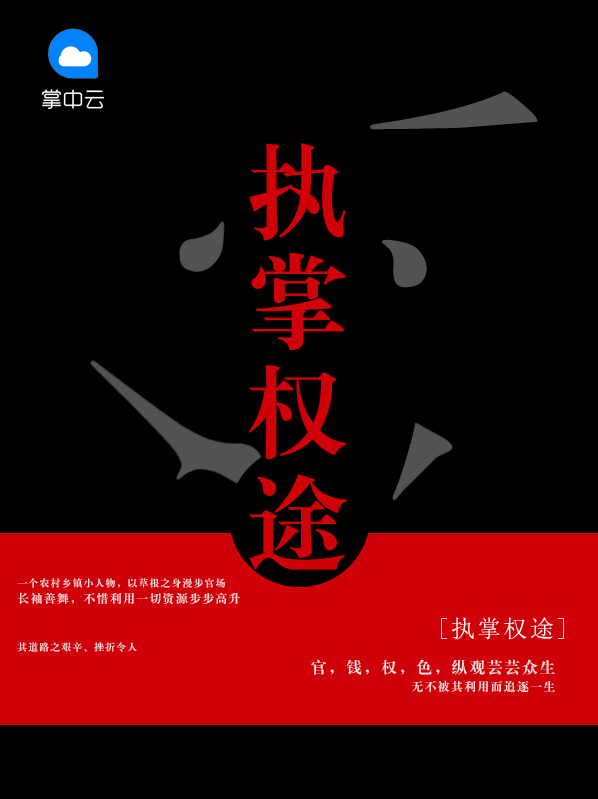 掌中云
执掌权途
一个农村乡镇小人物，以草根之身漫步官场
长袖善舞，不惜利用一切资源步步高升
其道路之艰辛、挫折令人
[执掌权途]
官，钱，权，色，纵观芸芸众生
无不被其利用而追逐一生